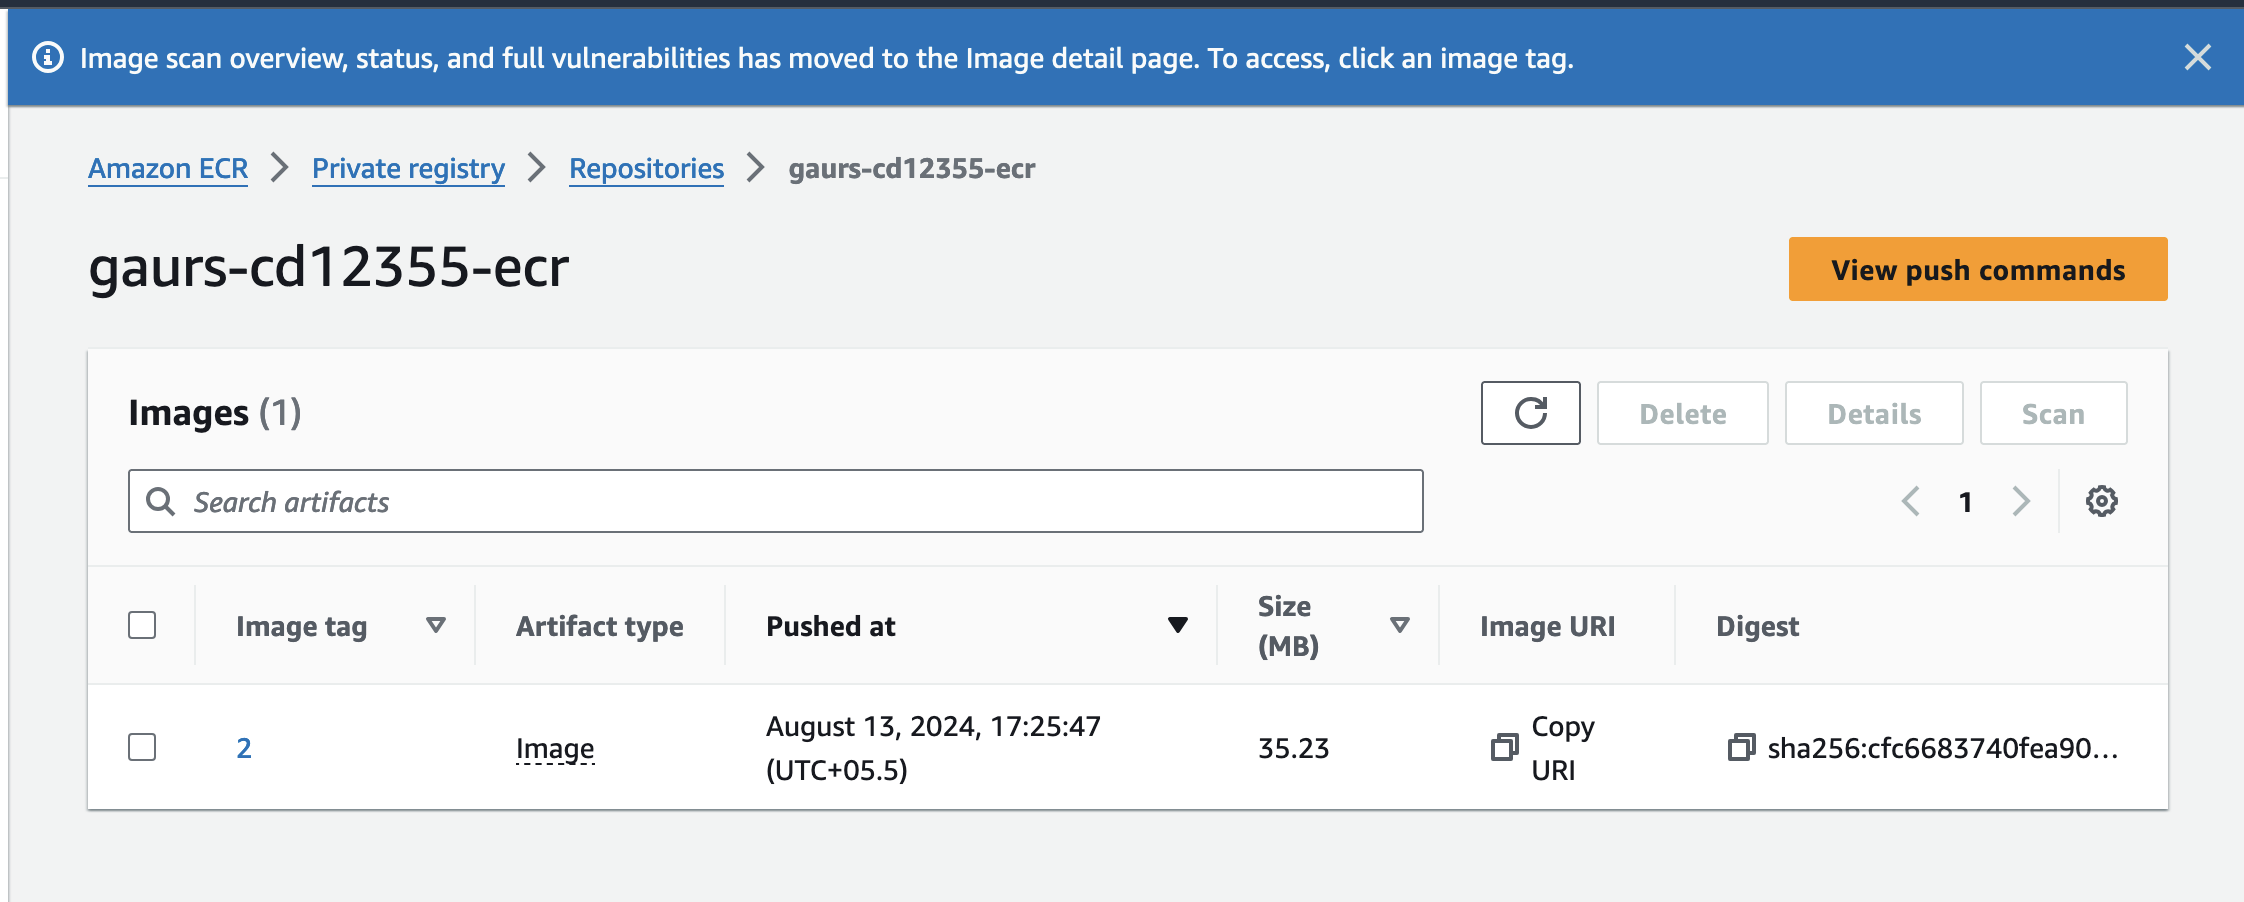 Image scan overview, status, and full vulnerabilities has moved to the Image detail page. To access, click an image tag.
Amazon ECR > Private registry > Repositories > gaurs-cd12355-ecr
gaurs-cd12355-ecr
View push commands
Images (1)
Delete
Details
Scan
Search artifacts
1
Image tag
Artifact type
Pushed at
Size
(MB)
Image URI
Digest
2
Image
August 13, 2024, 17:25:47
(UTC+05.5)
35.23
Copy
URI
sha256:cfc6683740fea90...